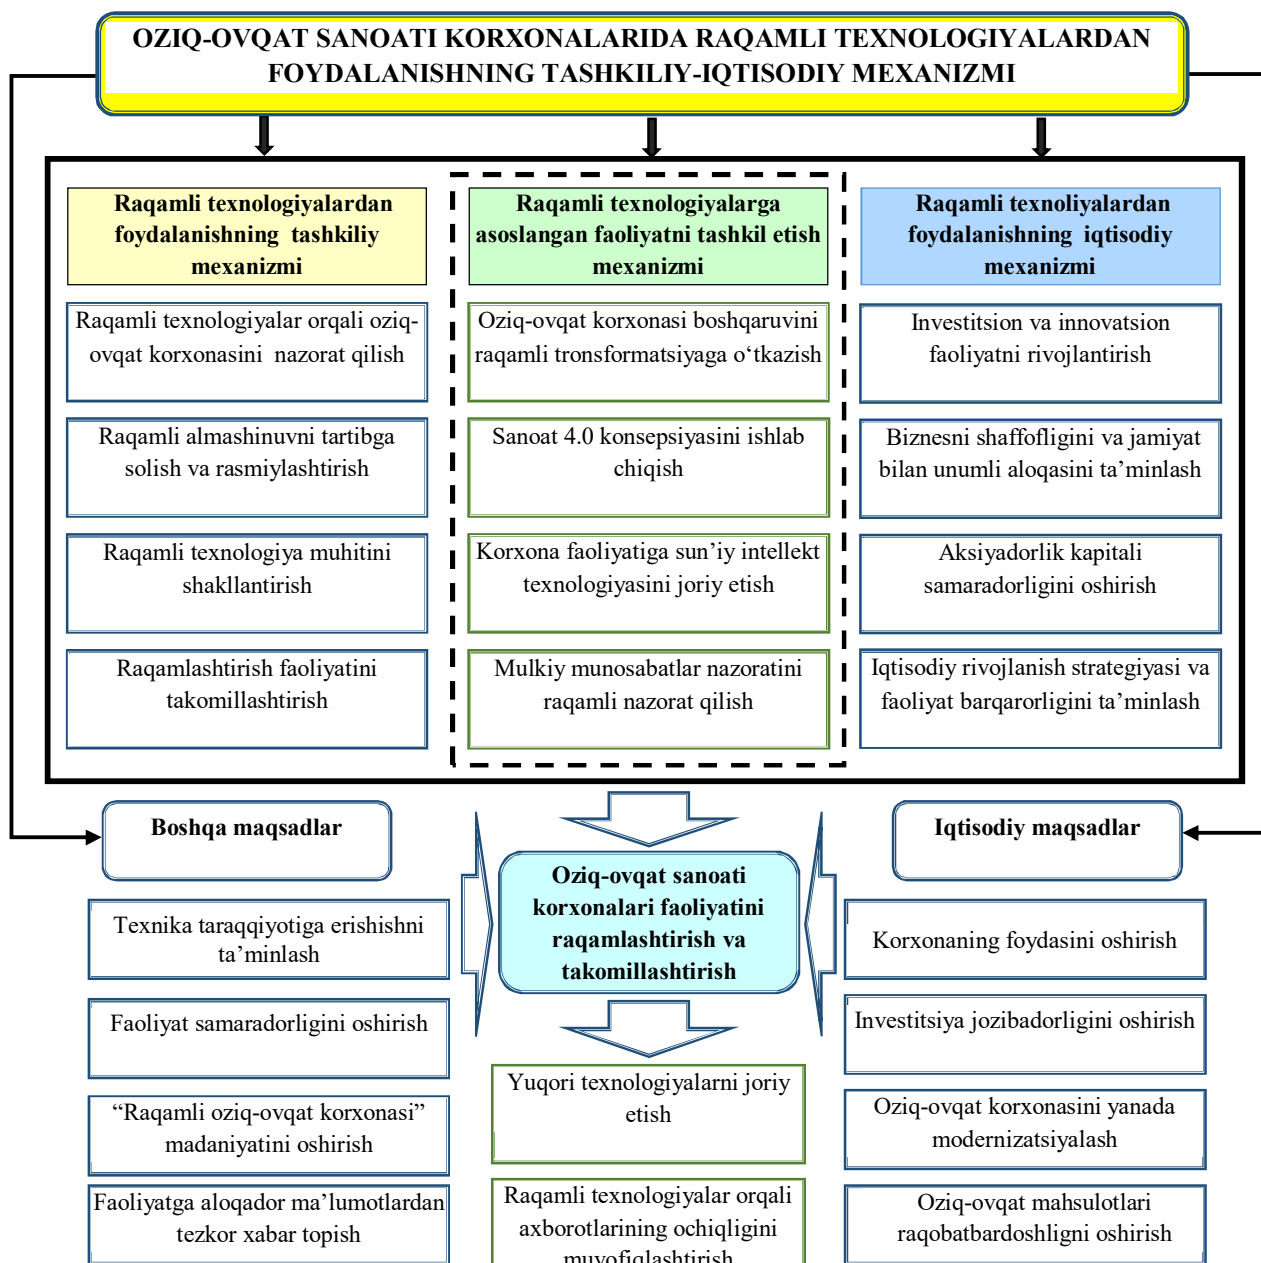 OZIQ-OVQAT SANOATI KORXONALARIDA RAQAMLI TEXNOLOGIYALARDAN
FOYDALANISHNING TASHKILIY-IQTISODIY MEXANIZMI
Raqamli texnologiyalardan
foydalanishning tashkiliy
mexanizmi
Raqamli texnologiyalar orqali oziq-
ovqat korxonasini nazorat qilish
Raqamli almashinuvni tartibga
solish va rasmiylashtirish
Raqamli texnologiya muhitini
shakllantirish
Raqamlashtirish faoliyatini
takomillashtirish
Raqamli texnologiyalarga
asoslangan faoliyatni tashkil etish
mexanizmi
Oziq-ovqat korxonasi boshqaruvini
raqamli tronsformatsiyaga o‘tkazish
Sanoat 4.0 konsepsiyasini ishlab
chiqish
Korxona faoliyatiga sun’iy intellekt
texnologiyasini joriy etish
Mulkiy munosabatlar nazoratini
raqamli nazorat qilish
Raqamli texnoliyalardan
foydalanishning iqtisodiy
mexanizmi
Investitsion va innovatsion
faoliyatni rivojlantirish
Biznesni shaffofligini va jamiyat
bilan unumli aloqasini ta’minlash
Aksiyadorlik kapitali
samaradorligini oshirish
Iqtisodiy rivojlanish strategiyasi va
faoliyat barqarorligini ta’minlash
Boshqa maqsadlar
Texnika taraqqiyotiga erishishni
ta’minlash
Faoliyat samaradorligini oshirish
“Raqamli oziq-ovqat korxonasi”
madaniyatini oshirish
Faoliyatga aloqador ma’lumotlardan
tezkor xabar topish
Oziq-ovqat sanoati
korxonalari faoliyatini
raqamlashtirish va
takomillashtirish
Yuqori texnologiyalarni joriy
etish
Raqamli texnologiyalar orqali
axborotlarining ochiqligini
muvofiqlashtirish
Iqtisodiy maqsadlar
Korxonaning foydasini oshirish
Investitsiya jozibadorligini oshirish
Oziq-ovqat korxonasini yanada
modernizatsiyalash
Oziq-ovqat mahsulotlari
raqobatbardoshligni oshirish